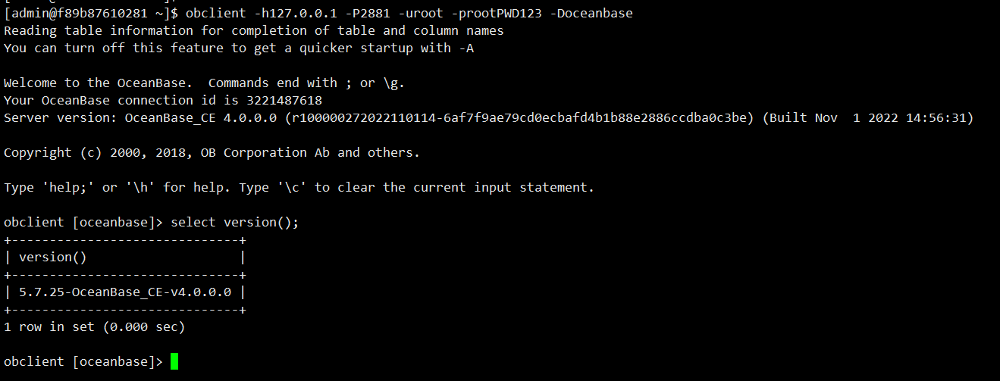 [admin@f89b87610281 ~]$ obclient -h127.0.0.1 -P2881 -uroot -prootPWD123 -Doceanbase
Reading table information for completion of table and column names
You can turn off this feature to get a quicker startup with -A
Welcome to the OceanBase.  Commands end with ; or \g.
Your OceanBase connection id is 3221487618
Server version: OceanBase_CE 4.0.0.0 (r100000272022110114-6af7f9ae79cd0ecbafd4b1b88e2886ccdba0c3be) (Built Nov  1 2022 14:56:31)
Copyright (c) 2000, 2018, OB Corporation Ab and others.
Type 'help;' or '\h' for help. Type '\c' to clear the current input statement.
obclient [oceanbase]> select version();
+------------------------------+
| version()                    |
+------------------------------+
| 5.7.25-OceanBase_CE-v4.0.0.0 |
+------------------------------+
1 row in set (0.000 sec)
obclient [oceanbase]>